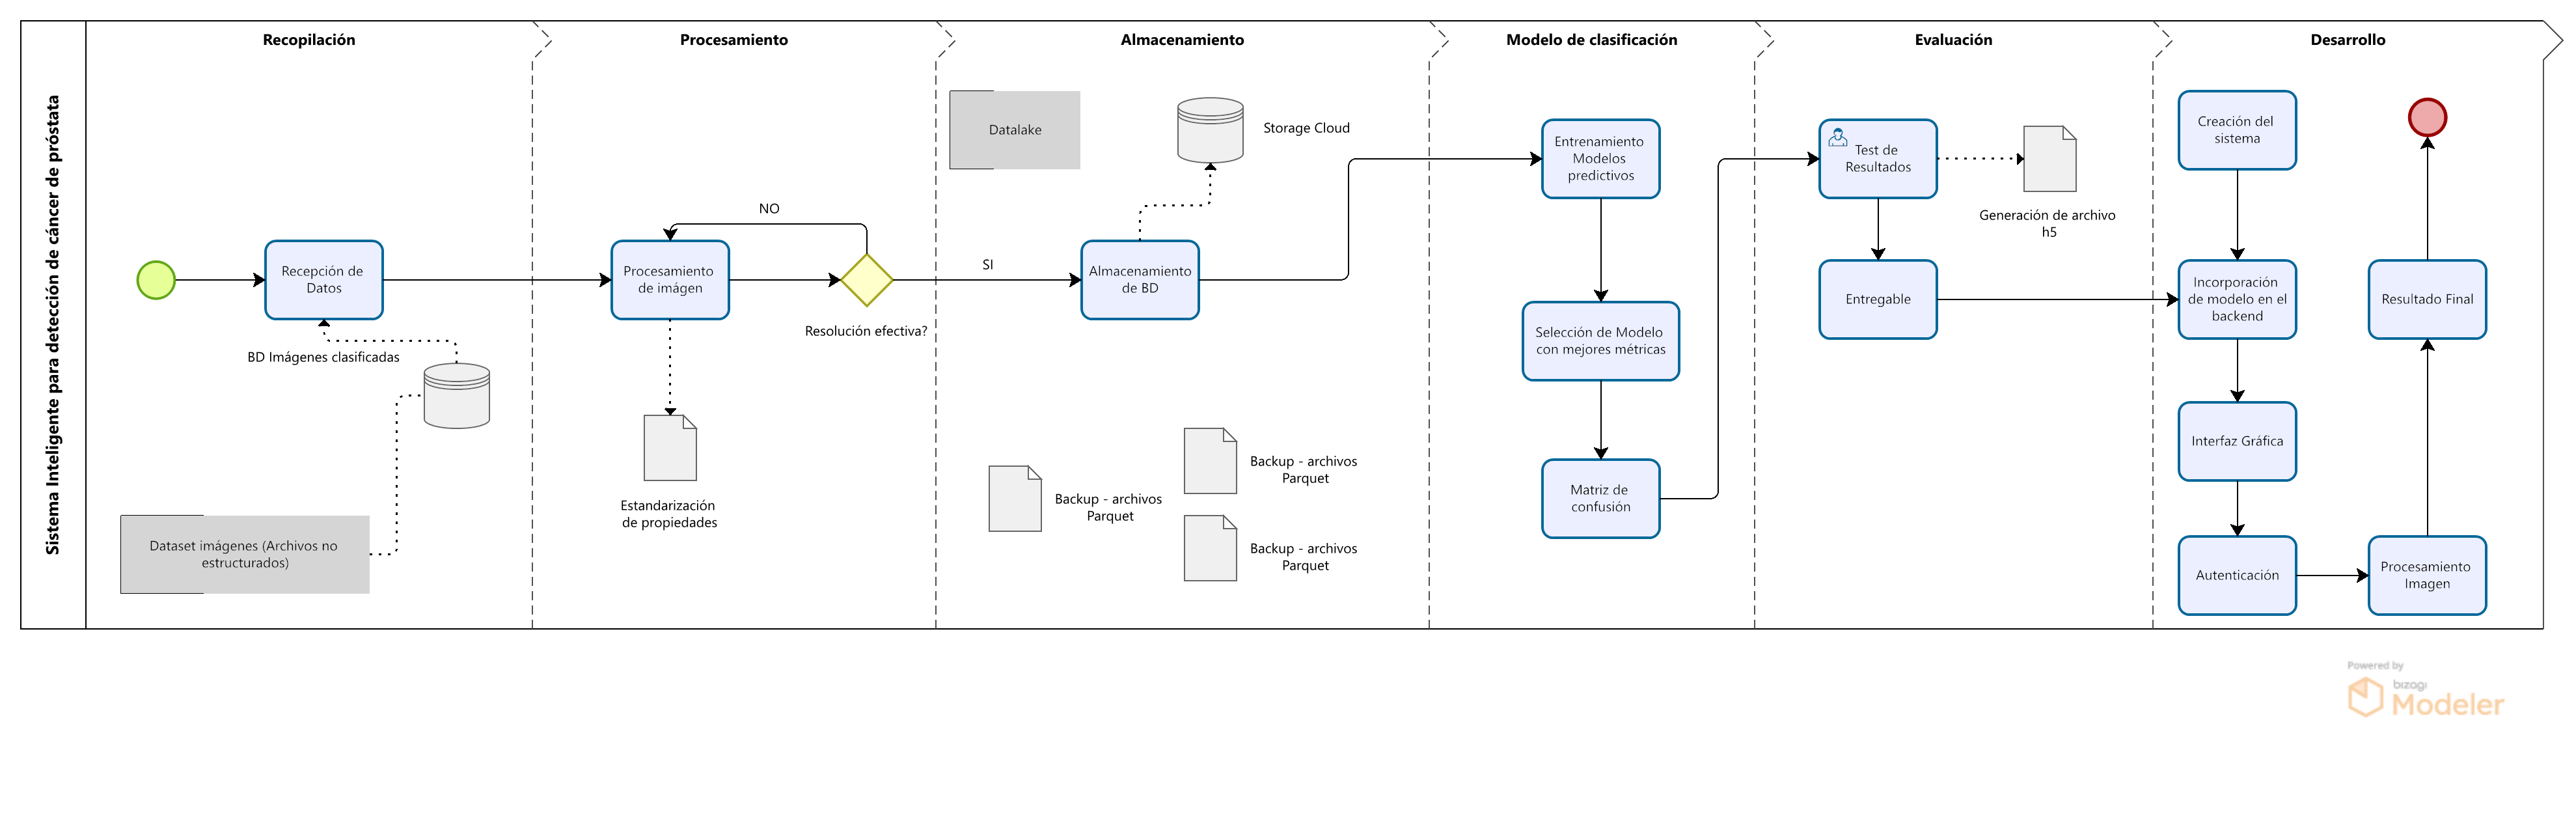 Sistema Inteligente para detección de cáncer de próstata
Recopilación
Procesamiento
Almacenamiento
Modelo de clasificación
Evaluación
Desarrollo
Recepción de
Datos
BD Imágenes clasificadas
Dataset imágenes (Archivos no
estructurados)
NO
Procesamiento
de imágen
Resolución efectiva?
Estandarización
de propiedades
SI
Datalake
Storage Cloud
Almacenamiento
de BD
Backup - archivos
Parquet
Backup - archivos
Parquet
Backup - archivos
Parquet
Entrenamiento
Modelos
predictivos
Selección de Modelo
con mejores métricas
Matriz de
confusión
Test de
Resultados
Generación de archivo
h5
Entregable
Creación del
sistema
Incorporación
de modelo en el
backend
Interfaz Gráfica
Autenticación
Procesamiento
Imagen
Resultado Final
Powered by
bizagi
Modeler